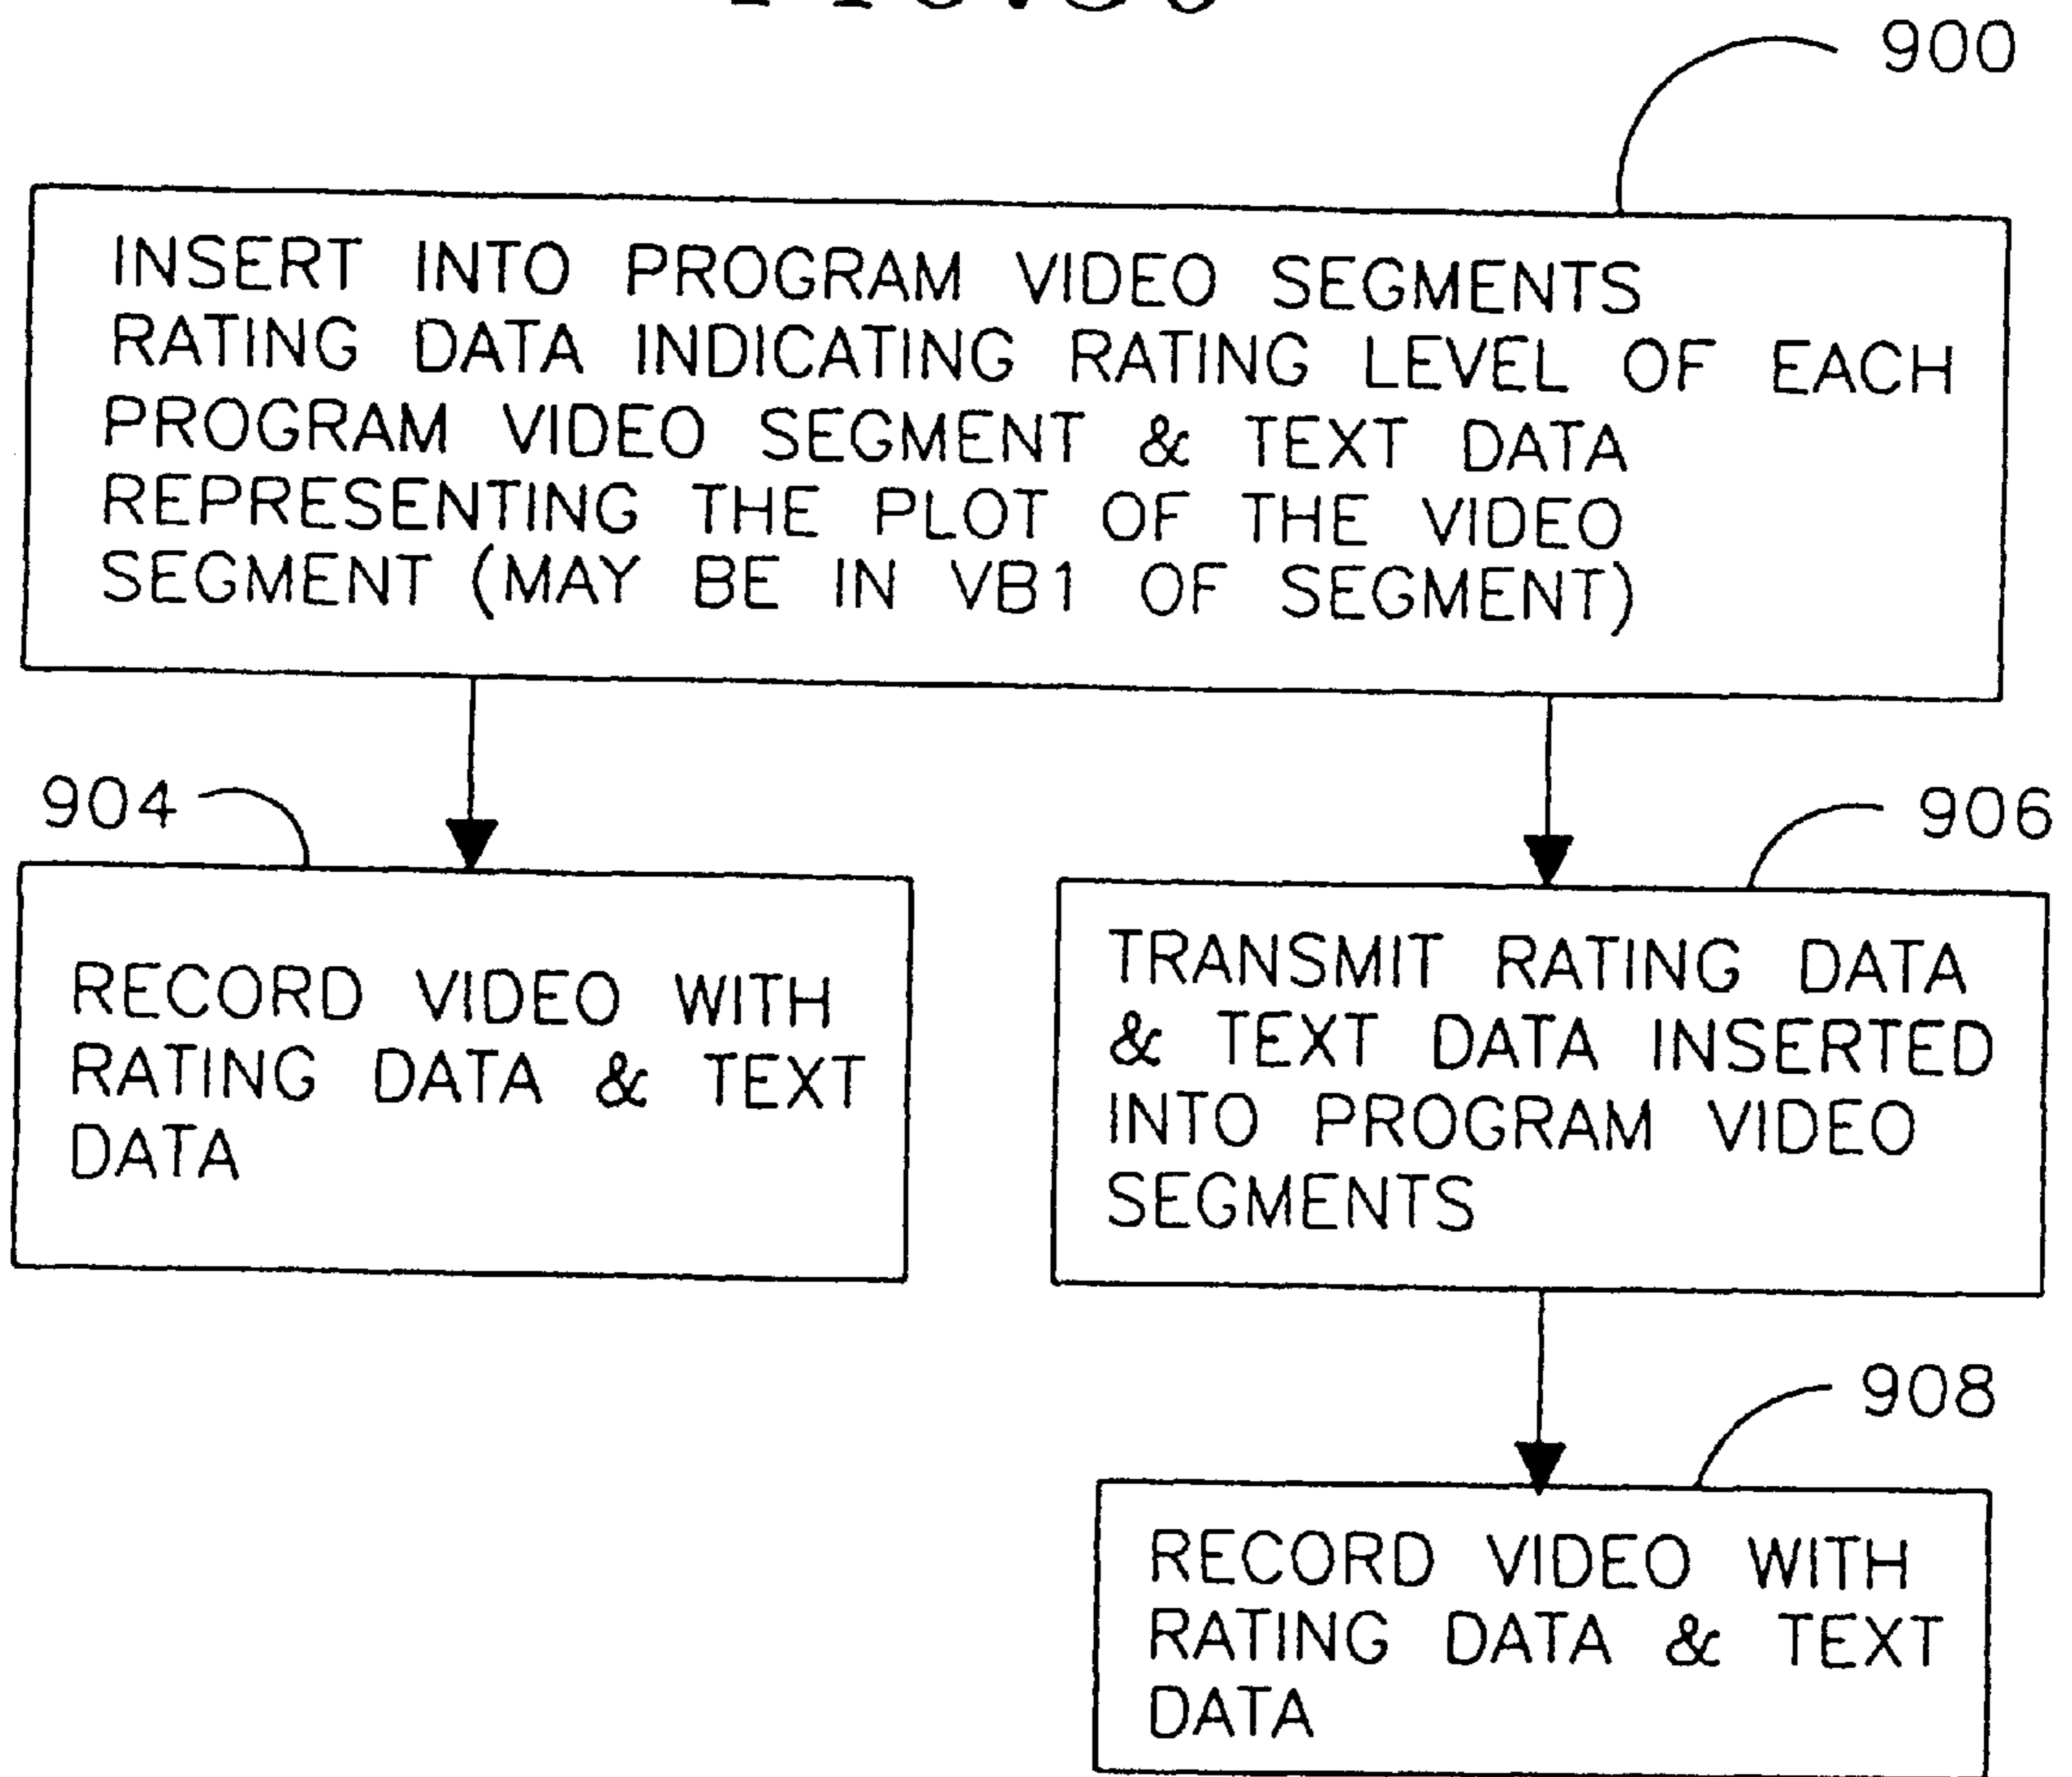 900
INSERT INTO PROGRAM VIDEO SEGMENTS
RATING DATA INDICATING RATING LEVEL OF EACH
PROGRAM VIDEO SEGMENT & TEXT DATA
REPRESENTING THE PLOT OF THE VIDEO
SEGMENT (MAY BE IN VB1 OF SEGMENT)
904
906
RECORD VIDEO WITH
RATING DATA & TEXT
DATA
TRANSMIT RATING DATA
& TEXT DATA INSERTED
INTO PROGRAM VIDEO
SEGMENTS
908
RECORD VIDEO WITH
RATING DATA & TEXT
DATA